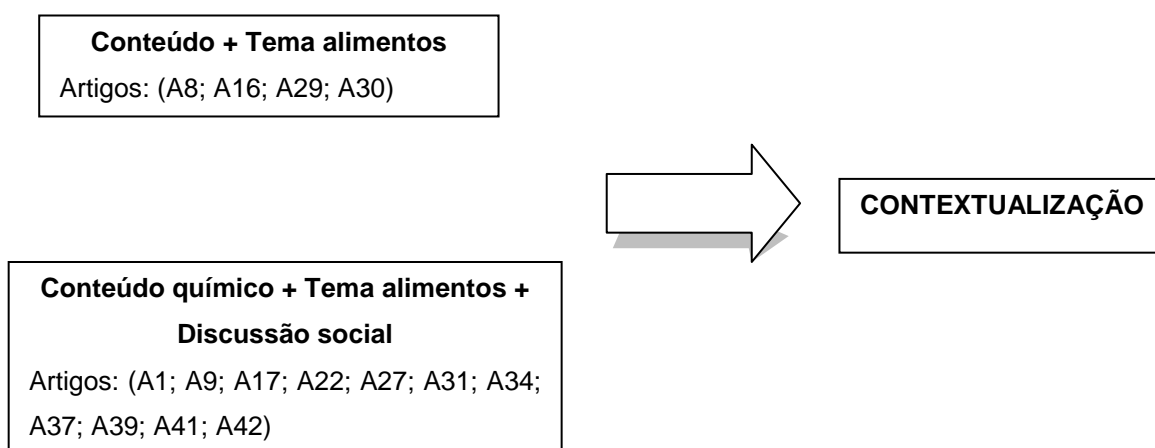 Conteúdo + Tema alimentos
Artigos: (A8; A16; A29; A30)
CONTEXTUALIZAÇÃO
Conteúdo químico + Tema alimentos +
Discussão social
Artigos: (A1; A9; A17; A22; A27; A31; A34;
A37; A39; A41; A42)